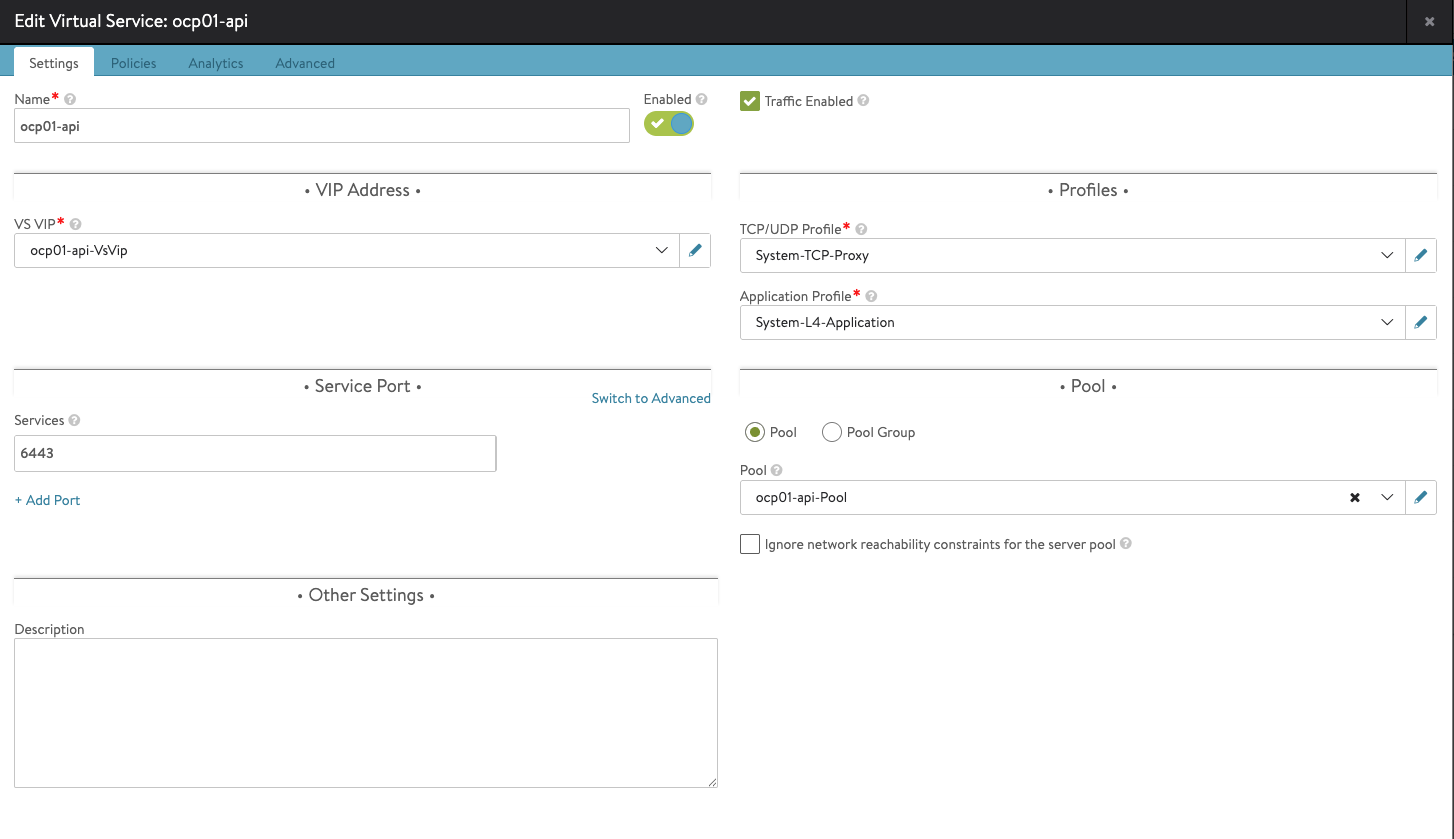 Edit Virtual Service: ocp01-api
Settings Policies Analytics Advanced
Name* Enabled Traffic Enabled
ocp01-api
• VIP Address •
VS VIP*
ocp01-api-VsVip
• Profiles •
TCP/UDP Profile*
System-TCP-Proxy
Application Profile*
System-L4-Application
• Service Port •
Switch to Advanced
Services
6443
+ Add Port
• Pool •
Pool Pool Group
Pool
ocp01-api-Pool
Ignore network reachability constraints for the server pool
• Other Settings •
Description